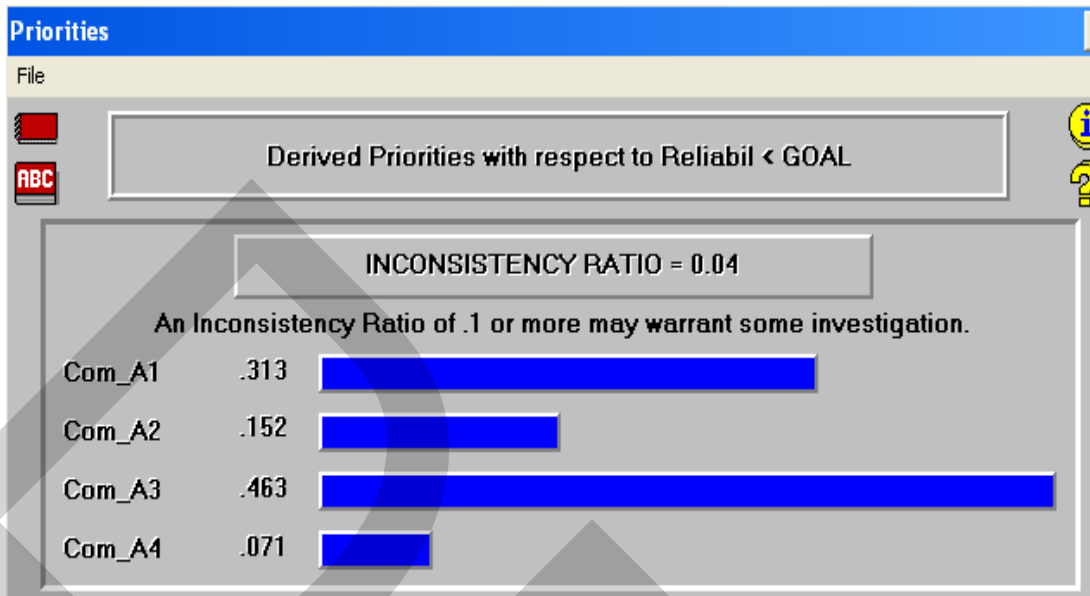 Priorities
File
Derived Priorities with respect to Reliabil < GOAL
ABC
INCONSISTENCY RATIO = 0.04
An Inconsistency Ratio of .1 or more may warrant some investigation.
Com_A1 .313
Com_A2 .152
Com_A3 .463
Com_A4 .071